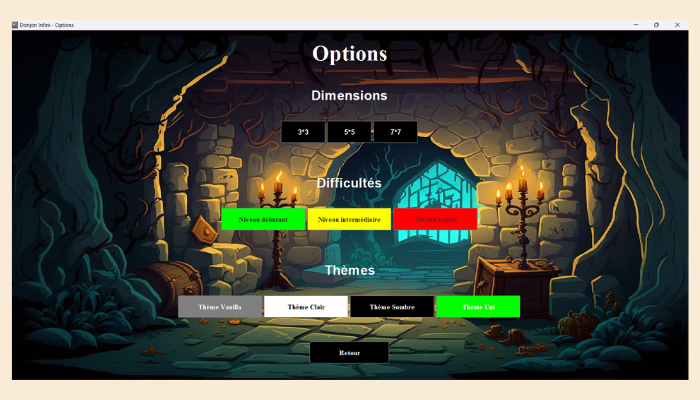 Donjon Infini - Options
Options
Dimensions
3*3 5*5 7*7
Difficultés
Niveau débutant Niveau intermédiaire Niveau expert
Thèmes
Thème Vanilla Thème Clair Thème Sombre Thème Uni
Retour